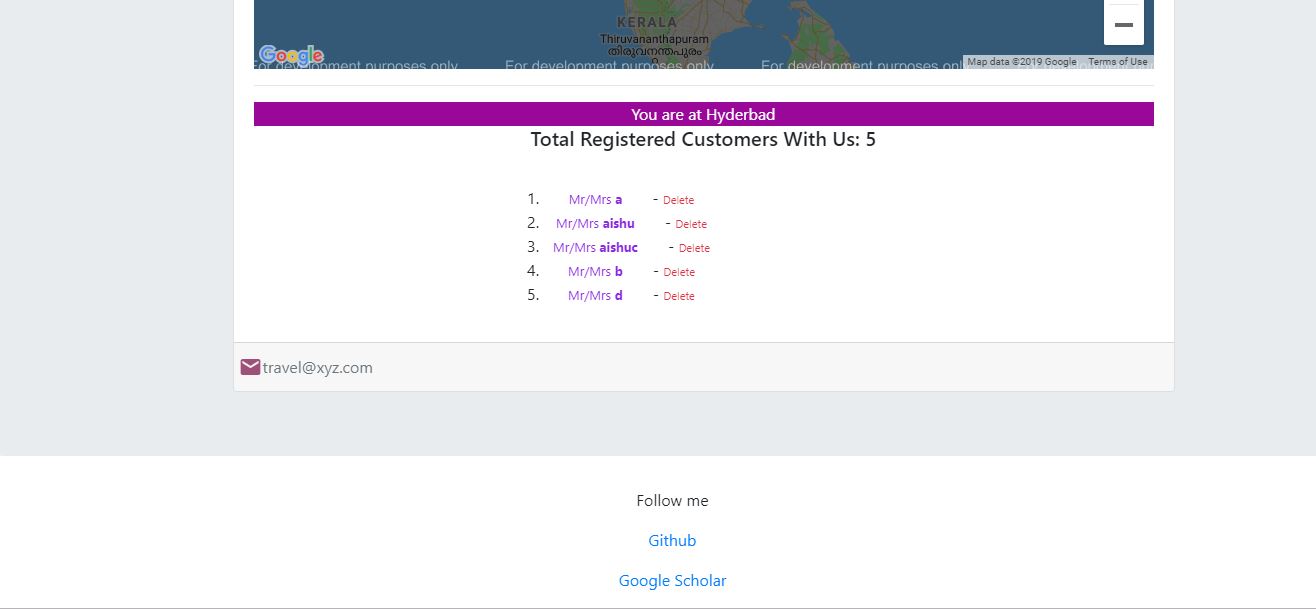 KERALA
Thiruvananthapuram
തിരുവനന്തപുരം
Google
For development purposes only For development purposes only For development purposes only
Map data ©2019 Google Terms of Use
You are at Hyderbad
Total Registered Customers With Us: 5
1. Mr/Mrs a - Delete
2. Mr/Mrs aishu - Delete
3. Mr/Mrs aishuc - Delete
4. Mr/Mrs b - Delete
5. Mr/Mrs d - Delete
travel@xyz.com
Follow me
Github
Google Scholar